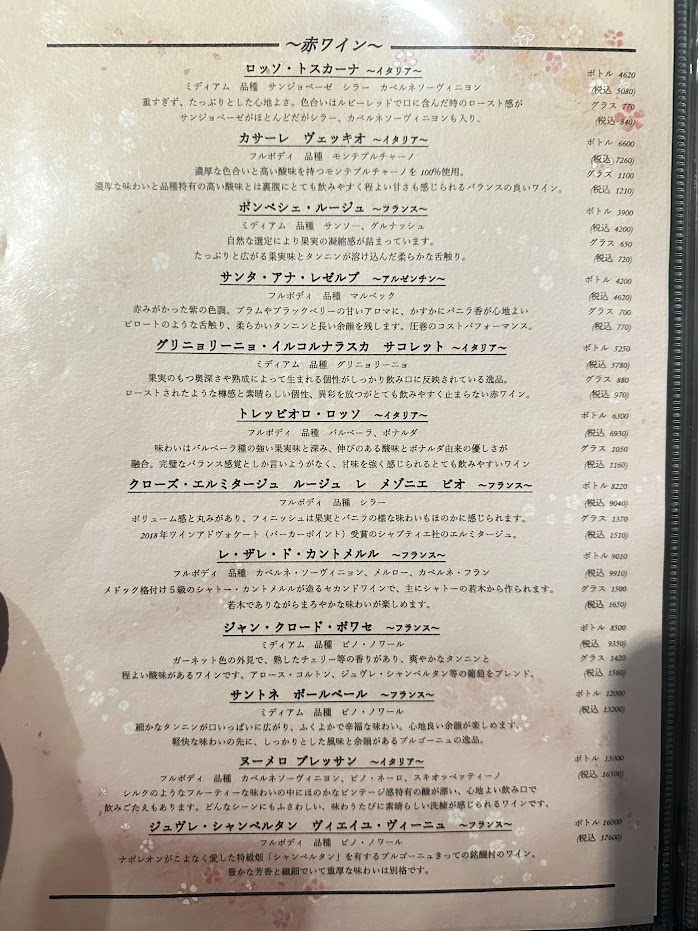 ～赤ワイン～
ロッソ・トスカーナ ～イタリア～
ボトル 4620
ミディアム 品種 サンジョベーゼ シラー カベルネソーヴィニヨン
(税込 5080)
重すぎず、たっぷりとした心地よさ。色合いはルビーレッドで口に含んだ時のロースト感が
グラス 770
サンジョベーゼがほとんどだがシラー、カベルネソーヴィニヨンも入り。
(税込 840)
カサーレ ヴェッキオ ～イタリア～
ボトル 6600
フルボディ 品種 モンテプルチャーノ
(税込 7260)
濃厚な色合いと高い酸味を持つモンテプルチャーノを 100%使用。
グラス 1100
濃厚な味わいと品種特有の高い酸味とは裏腹にとても飲みやすく程よい甘さも感じられるバランスの良いワイン。
(税込 1210)
ボンペシェ・ルージュ ～フランス～
ボトル 3900
ミディアム 品種 サンソー、グルナッシュ
(税込 4200)
自然な選定により果実の凝縮感が詰まっています。
グラス 650
たっぷりと広がる果実味とタンニンが溶け込んだ柔らかな舌触り。
(税込 720)
サンタ・アナ・レゼルブ ～アルゼンチン～
ボトル 4200
フルボディ 品種 マルベック
(税込 4620)
赤みがかった紫の色調。プラムやブラックベリーの甘いアロマに、かすかにバニラ香が心地よい
グラス 700
ビロートのような舌触り、柔らかいタンニンと長い余韻を残します。圧巻のコストパフォーマンス。
(税込 770)
グリニョリーニョ・イルコルナラスカ サコレット ～イタリア～
ボトル 5250
ミディアム 品種 グリニョリーニョ
(税込 5780)
果実のもつ奥深さや熟成によって生まれる個性がしっかり飲み口に反映されている逸品。
グラス 880
ローストされたような樽感と素晴らしい個性、異彩を放つがとても飲みやすく止まらない赤ワイン。
(税込 970)
トレッビオロ・ロッソ ～イタリア～
ボトル 6300
フルボディ 品種 バルベーラ、ボナルダ
(税込 6930)
味わいはバルベーラ種の強い果実味と深み、伸びのある酸味とボナルダ由来の優しさが
グラス 1050
融合。完璧なバランス感覚としか言いようがなく、甘味を強く感じられるとても飲みやすいワイン
(税込 1160)
クローズ・エルミタージュ ルージュ レ メゾニエ ビオ ～フランス～
ボトル 8220
フルボディ 品種 シラー
(税込 9040)
ボリューム感と丸みがあり、フィニッシュは果実とバニラの様な味わいもほのかに感じられます。
グラス 1370
2018 年ワインアドヴォケート（パーカーポイント）受賞のシャプティエ社のエルミタージュ。
(税込 1510)
レ・ザレ・ド・カントメルル ～フランス～
ボトル 9010
フルボディ 品種 カベルネ・ソーヴィニョン、メルロー、カベルネ・フラン
(税込 9910)
メドック格付け５級のシャトー・カントメルルが造るセカンドワインで、主にシャトーの若木から作られます。
グラス 1500
若木でありながらまろやかな味わいが楽しめます。
(税込 1650)
ジャン・クロード・ボワセ ～フランス～
ボトル 8500
ミディアム 品種 ピノ・ノワール
(税込 9350)
ガーネット色の外見で、熟したチェリー等の香りがあり、爽やかなタンニンと
グラス 1420
程よい酸味があるワインです。アロース・コルトン、ジュヴレ・シャンベルタン等の葡萄をブレンド。
(税込 1560)
サントネ ボールペール ～フランス～
ボトル 12000
ミディアム 品種 ピノ・ノワール
(税込 13200)
細かなタンニンが口いっぱいに広がり、ふくよかで幸福な味わい。心地良い余韻が楽しめます。
軽快な味わいの先に、しっかりとした風味と余韻があるブルゴーニュの逸品。
ヌーメロ ブレッサン ～イタリア～
ボトル 15000
フルボディ 品種 カベルネソーヴィニヨン、ピノ・ネーロ、スキオッペッティーノ
(税込 16500)
シルクのようなフルーティーな味わいの中にほのかなビンテージ感特有の酸が漂い、心地よい飲み口で
飲みごたえもあります。どんなシーンにもふさわしい、味わうたびに素晴らしい洗練が感じられるワインです。
ジュヴレ・シャンベルタン ヴィエイユ・ヴィーニュ ～フランス～
ボトル 16000
フルボディ 品種 ピノ・ノワール
(税込 17600)
ナポレオンがこよなく愛した特級畑「シャンベルタン」を有するブルゴーニュきっての銘醸村のワイン。
豊かな芳香と繊細でいて重厚な味わいは別格です。